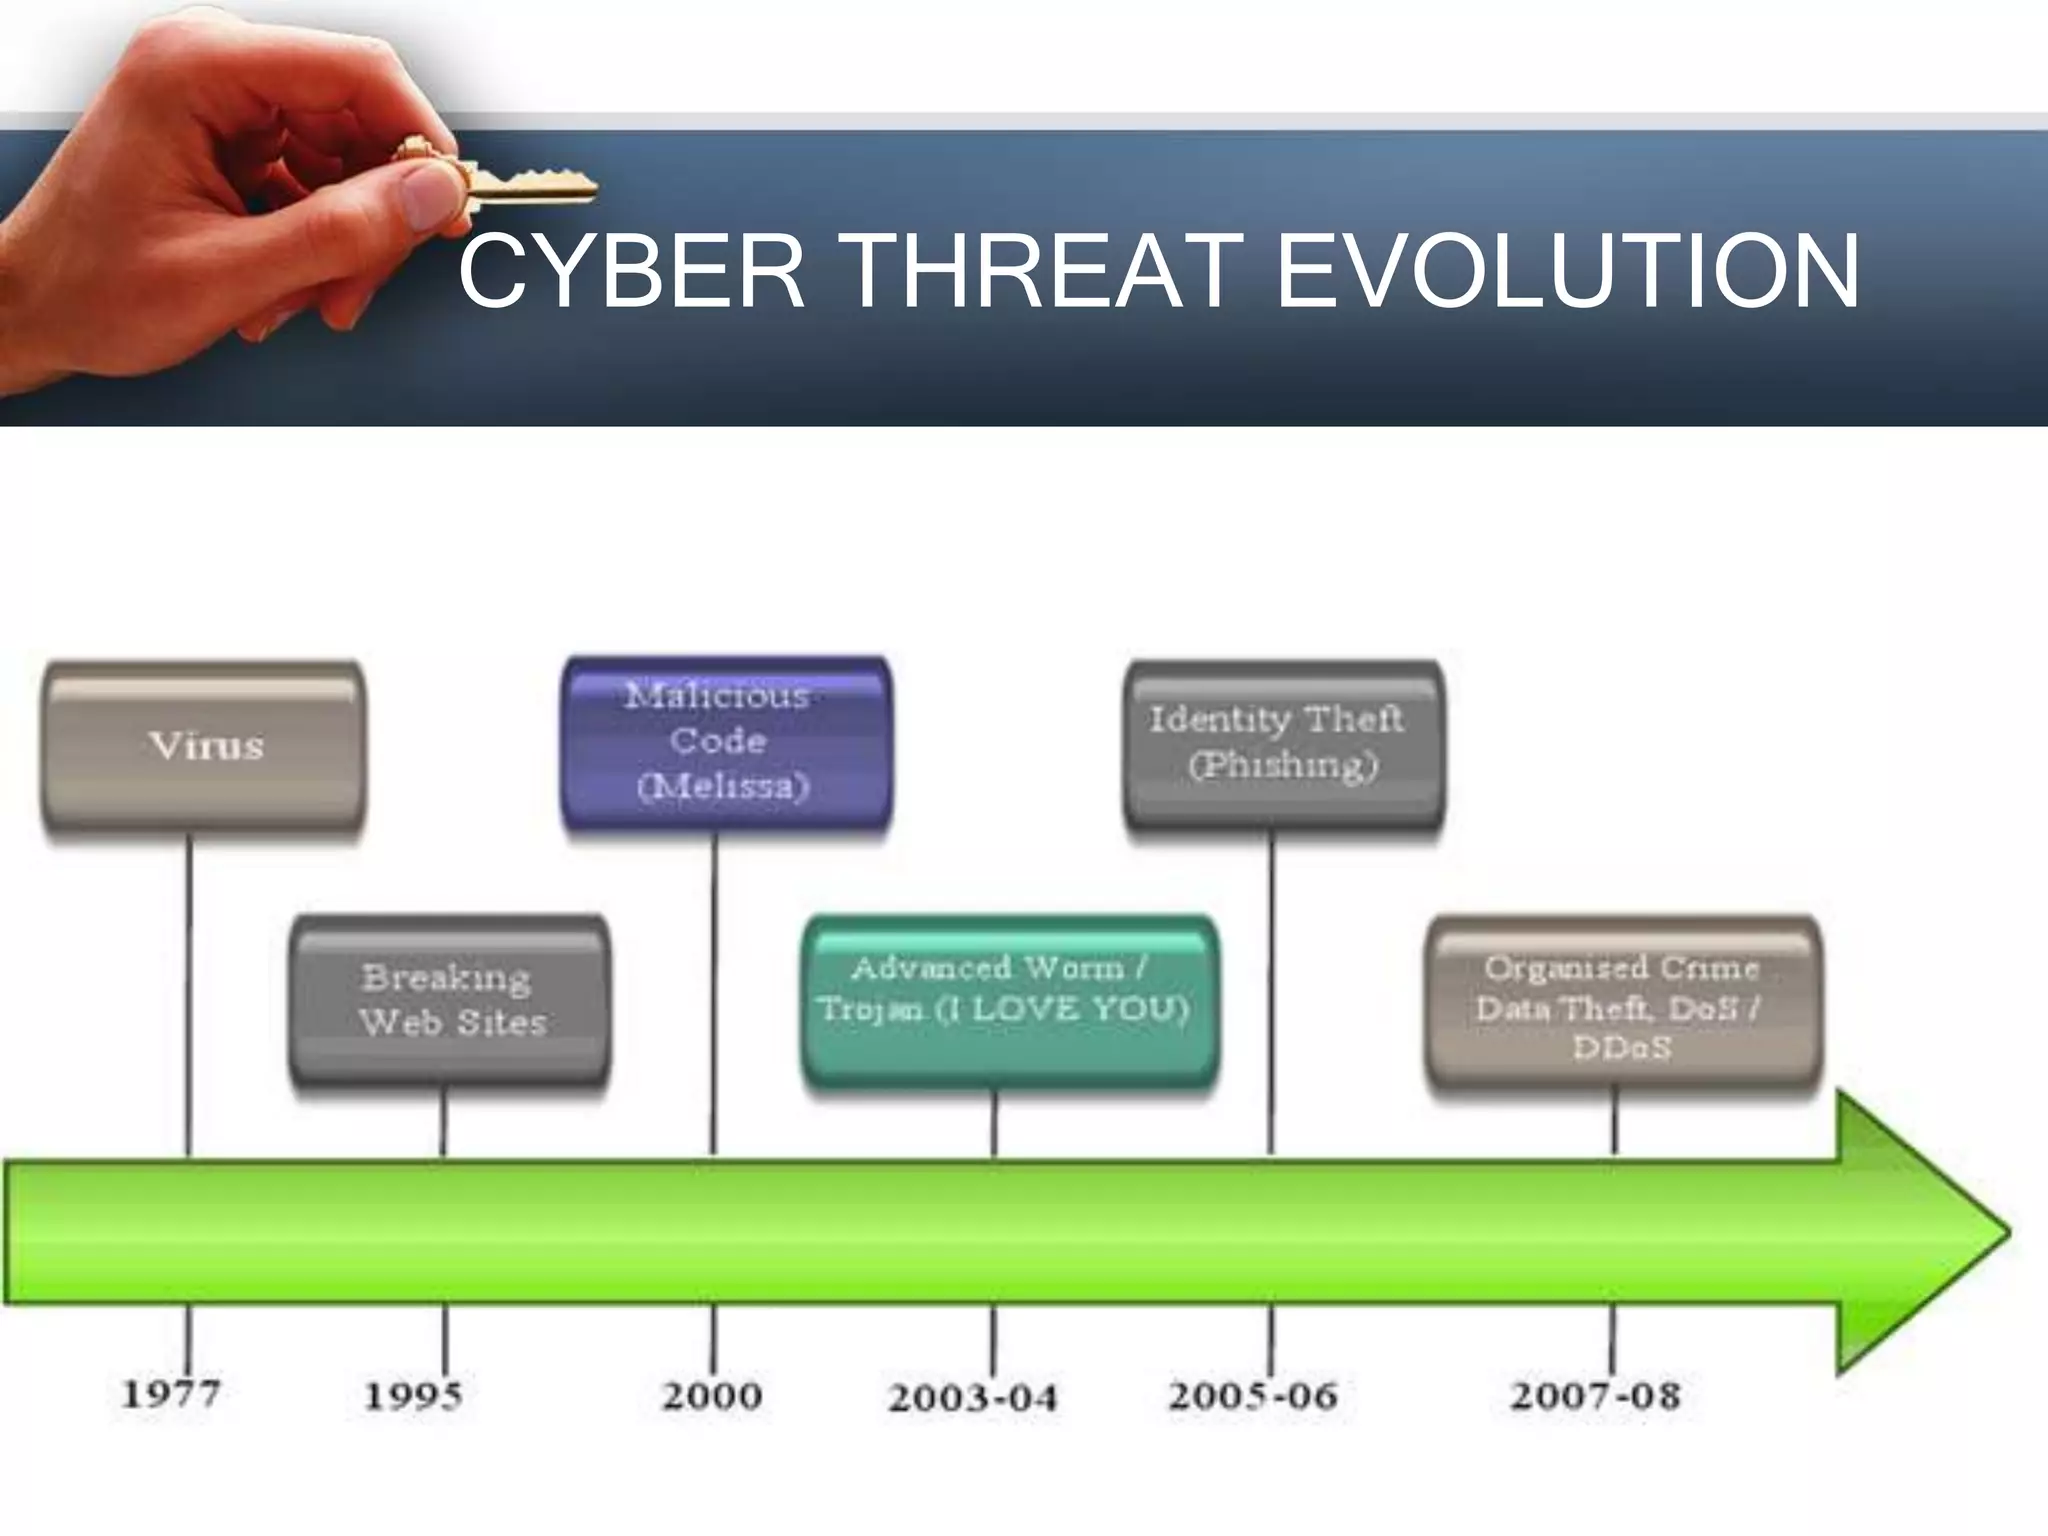 CYBER THREAT EVOLUTION
Virus
Malicious
Code
(Melissa)
Identity Theft
(Phishing)
Breaking
Web Sites
Advanced Worm /
Trojan (I LOVE YOU)
Organised Crime
Data Theft, DoS /
DDoS
1977
1995
2000
2003-04
2005-06
2007-08